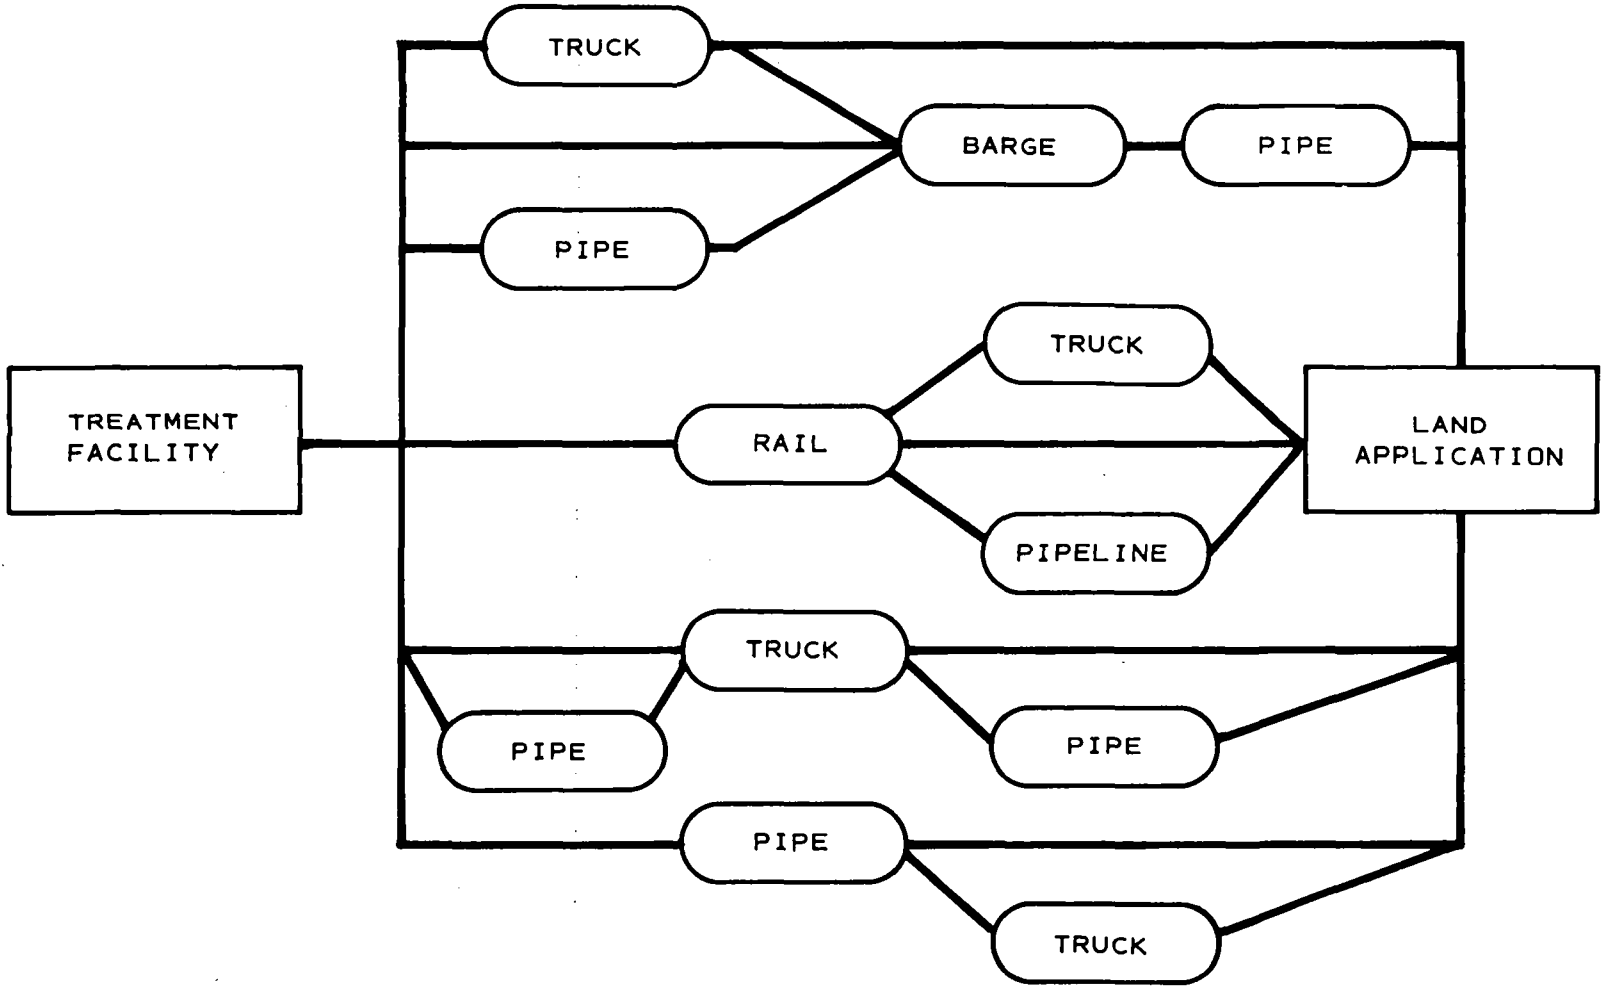 TRUCK
BARGE
PIPE
PIPE
TRUCK
TREATMENT
FACILITY
RAIL
LAND
APPLICATION
PIPELINE
TRUCK
PIPE
PIPE
PIPE
TRUCK